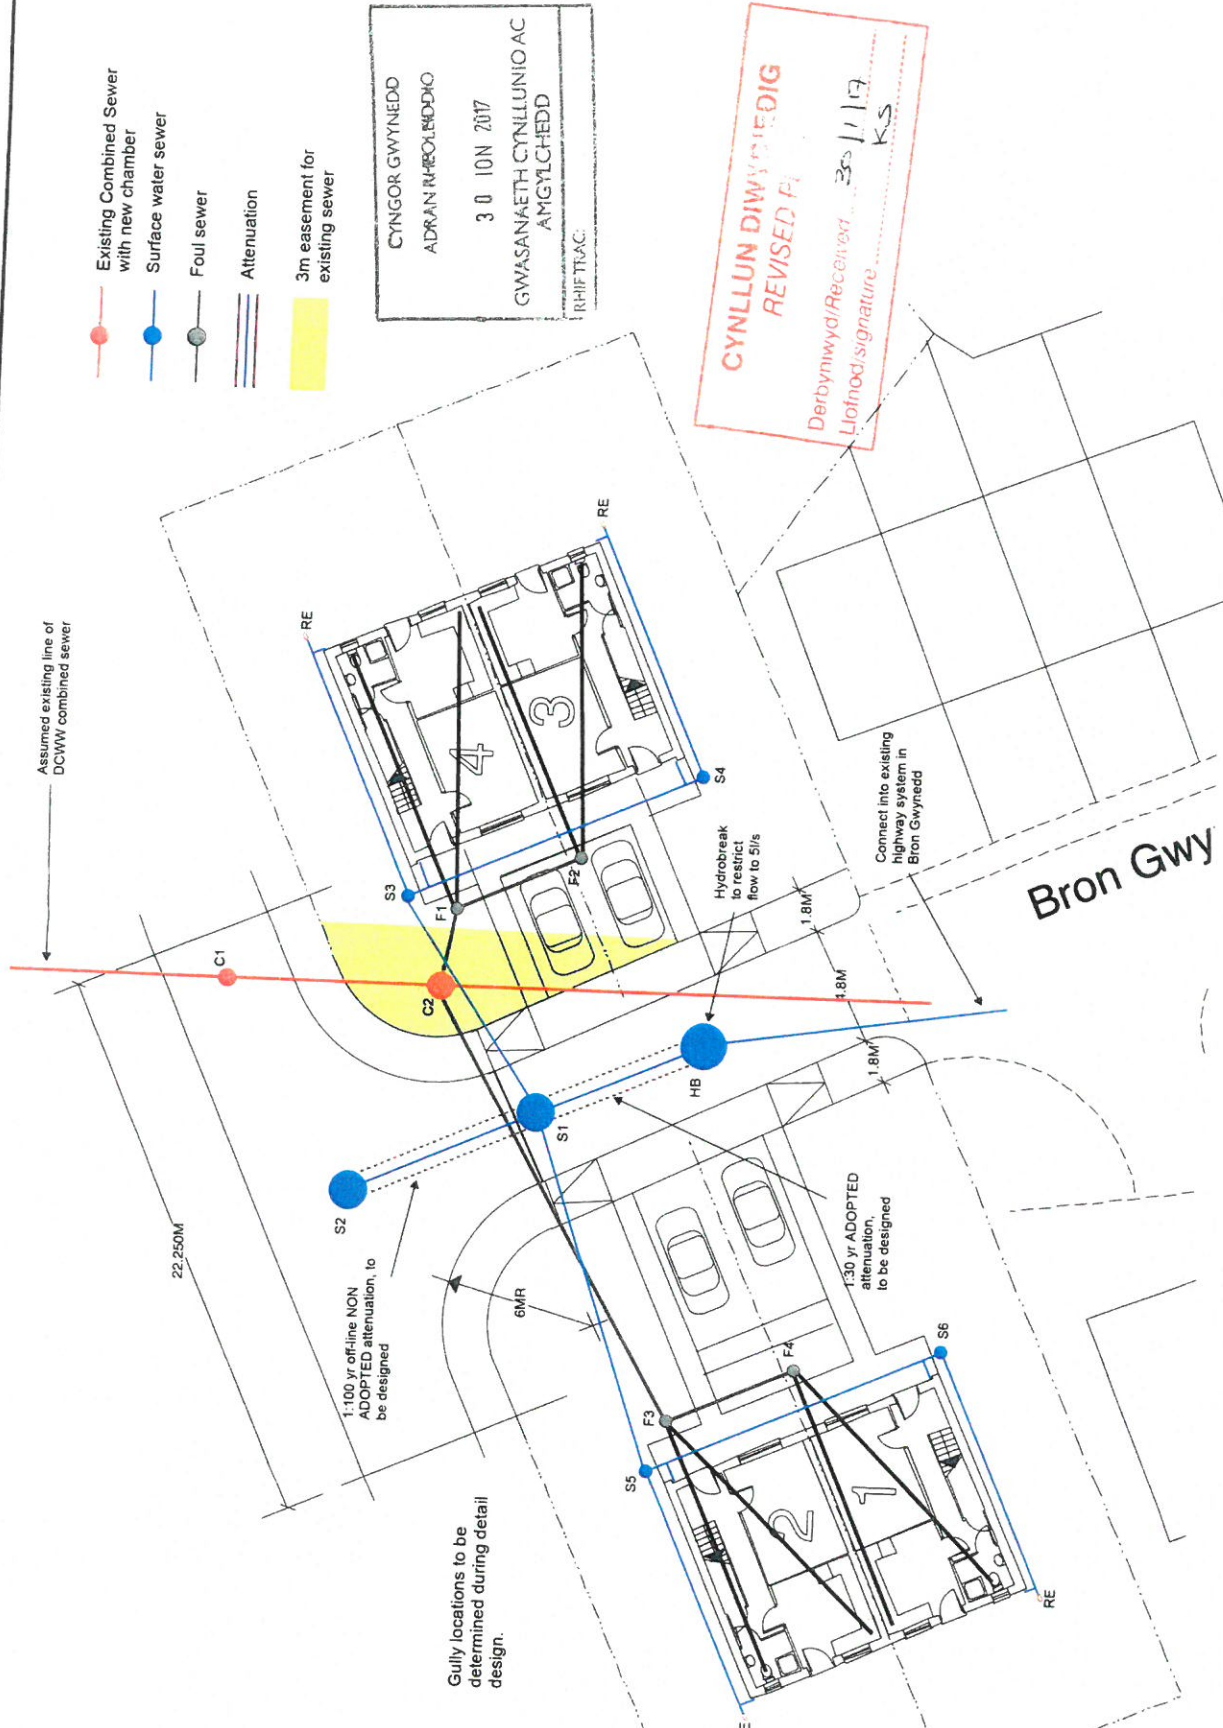 Existing Combined Sewer
with new chamber
Surface water sewer
Foul sewer
Attenuation
3m easement for
existing sewer
CYNGOR GWYNEDD
ADRAN RHEOLEIDDIO
30 ION 2017
GWASANAETH CYNLLUNIO AC
AMGYLCHEDD
RHIF TRAC:
CYNLLUN DIWYGIEDIG
REVISED
Derbyniwyd/Received 30/1/17
Llofnod/signature KS
Assumed existing line of
DCWW combined sewer
C1
C2
RE
RE
4
3
S3
S4
F1
F2
22.250M
S2
S1
HB
Hydrobreak
to restrict
flow to 5l/s
Connect into existing
highway system in
Bron Gwynedd
1.8M
4.8M
1.8M
Bron Gwy
1:100 yr off-line NON
ADOPTED attenuation, to
be designed
6MR
1:30 yr ADOPTED
attenuation,
to be designed
F3
F4
S5
S6
2
1
RE
Gully locations to be
determined during detail
design.